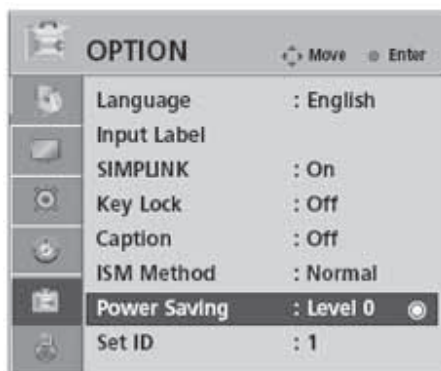 OPTION Move Enter
Language : English
Input Label
SIMPLINK : On
Key Lock : Off
Caption : Off
ISM Method : Normal
Power Saving : Level 0
Set ID : 1